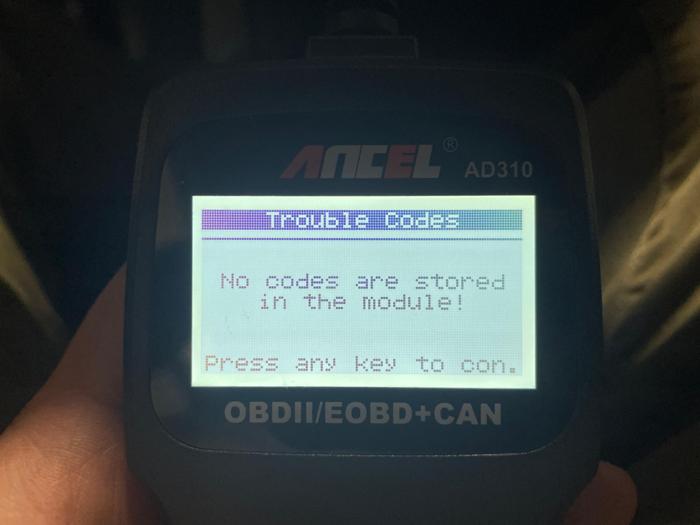 ANCEL® AD310
Trouble Codes
No codes are stored
in the module!
Press any key to con.
OBDII/EOBD+CAN